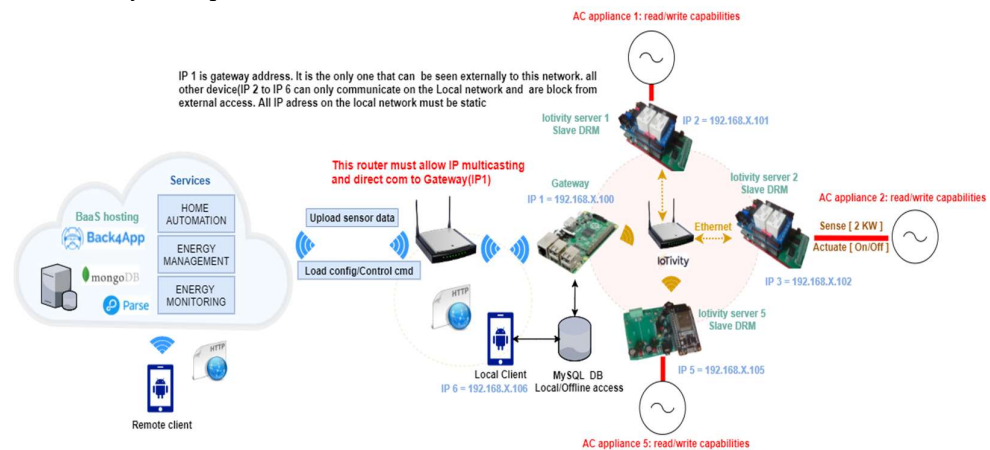 AC appliance 1: read/write capabilities
IP 1 is gateway address. It is the only one that can be seen externally to this network. all
other device(IP 2 to IP 6 can only communicate on the Local network and are block from
external access. All IP adress on the local network must be static
Iotivity server 1
Slave DRM
IP 2 = 192.168.X.101
This router must allow IP multicasting
and direct com to Gateway(IP1)
Gateway
IP 1 = 192.168.X.100
Iotivity server 2
Slave DRM
AC appliance 2: read/write capabilities
Services
BaaS hosting
Back4App
mongoDB
Parse
HOME
AUTOMATION
ENERGY
MANAGEMENT
ENERGY
MONITORING
Upload sensor data
Load config/Control cmd
Ethernet
IoTivity
Sense [ 2 KW ]
Actuate [ On/Off ]
IP 3 = 192.168.X.102
HTTP
Iotivity server 5
Slave DRM
HTTP
Local Client
IP 6 = 192.168.X.106
MySQL DB
Local/Offline access
IP 5 = 192.168.X.105
Remote client
AC appliance 5: read/write capabilities